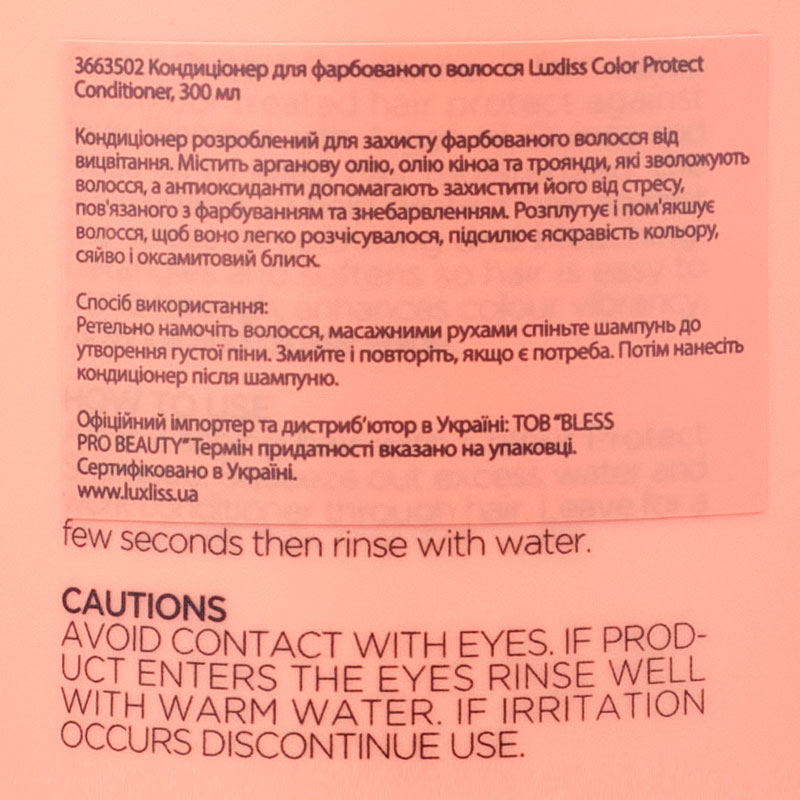 3663502 Кондиціонер для фарбованого волосся Luxdiss Color Protect
Conditioner, 300 мл
Кондиціонер розроблений для захисту фарбованого волосся від
вицвітання. Містить арганову олію, олію кіноа та троянди, які зволожують
волосся, а антиоксиданти допомагають захистити його від стресу,
пов'язаного з фарбуванням та знебарвленням. Розплутує і пом'якшує
волосся, щоб воно легко розчісувалося, підсилює яскравість кольору,
сяйво і оксамитовий блиск.
Спосіб використання:
Ретельно намочіть волосся, масажними рухами спіньте шампунь до
утворення густої піни. Змийте і повторіть, якщо є потреба. Потім нанесіть
кондиціонер після шампуню.
Офіційний імпортер та дистриб'ютор в Україні: ТОВ "BLESS
PRO BEAUTY" Термін придатності вказано на упаковці.
Сертифіковано в Україні.
www.luxliss.ua
few seconds then rinse with water.
CAUTIONS
AVOID CONTACT WITH EYES. IF PROD-
UCT ENTERS THE EYES RINSE WELL
WITH WARM WATER. IF IRRITATION
OCCURS DISCONTINUE USE.